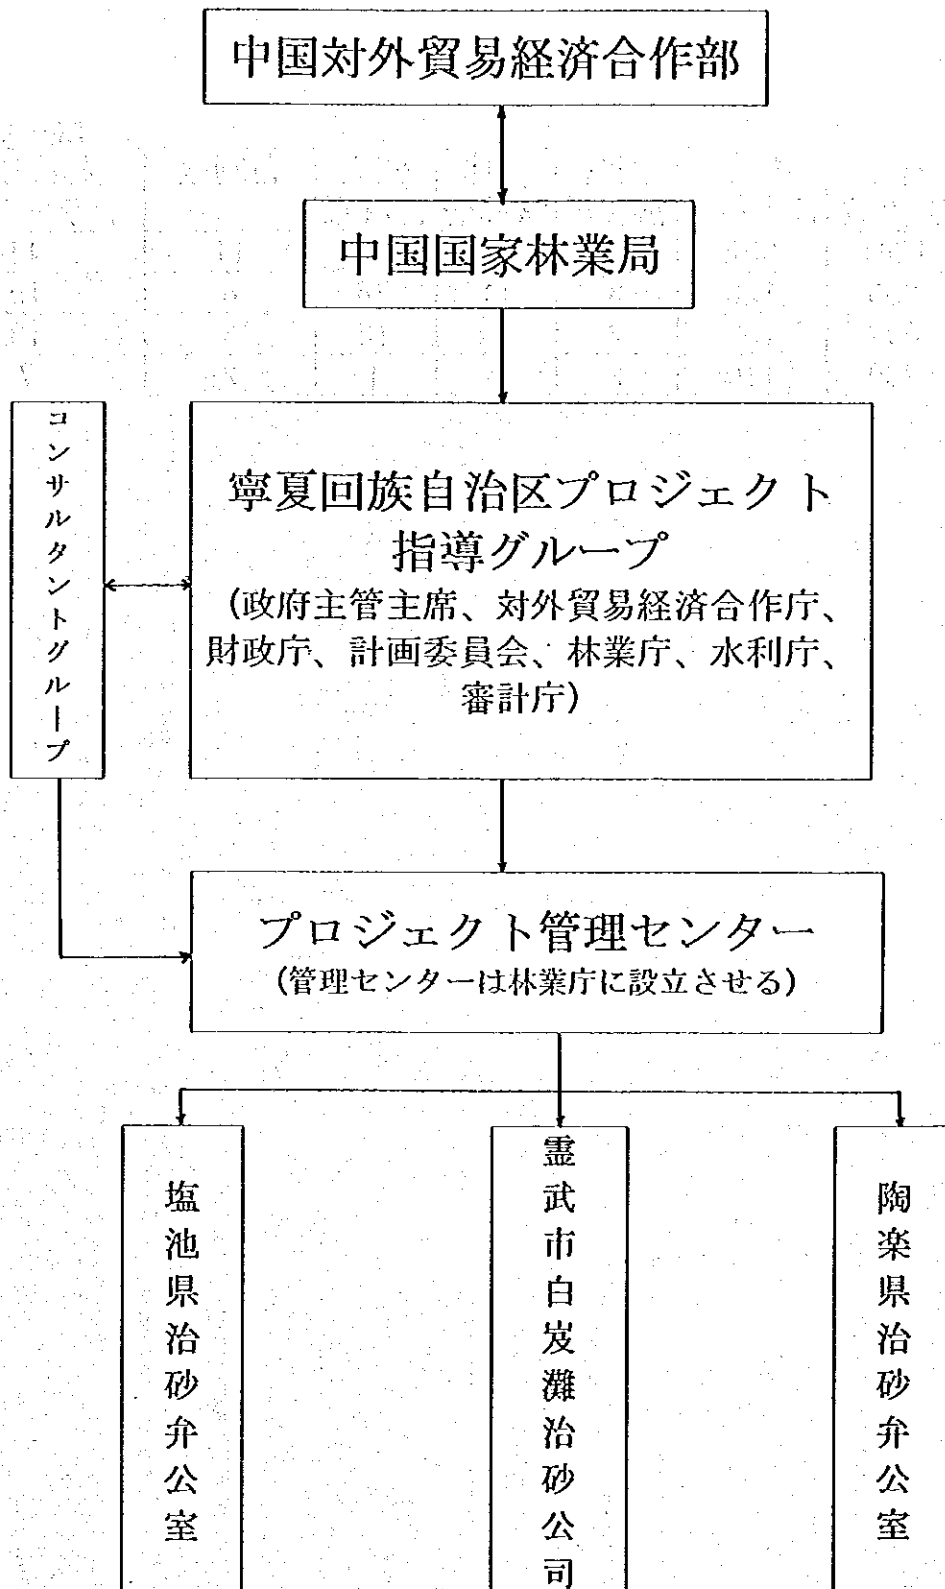 中国対外貿易経済合作部
中国国家林業局
コンサルタントグループ
寧夏回族自治区プロジェクト
指導グループ
(政府主管主席、対外貿易経済合作庁、
財政庁、計画委員会、林業庁、水利庁、
審計庁)
プロジェクト管理センター
(管理センターは林業庁に設立させる)
塩池県治砂弁公室
霊武市白岌灘治砂公司
陶楽県治砂弁公室